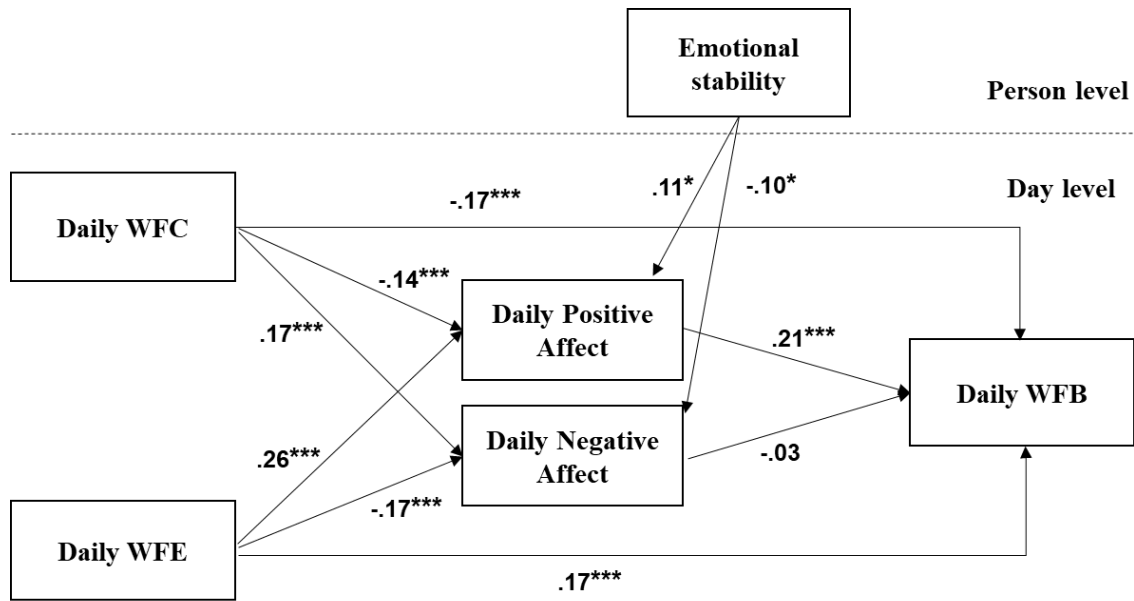 Emotional
stability
Person level
Day level
Daily WFC
-.17***
.11*
-.10*
-.14***
.17***
Daily Positive
Affect
.21***
Daily WFB
Daily Negative
Affect
-.03
.26***
-.17***
Daily WFE
.17***